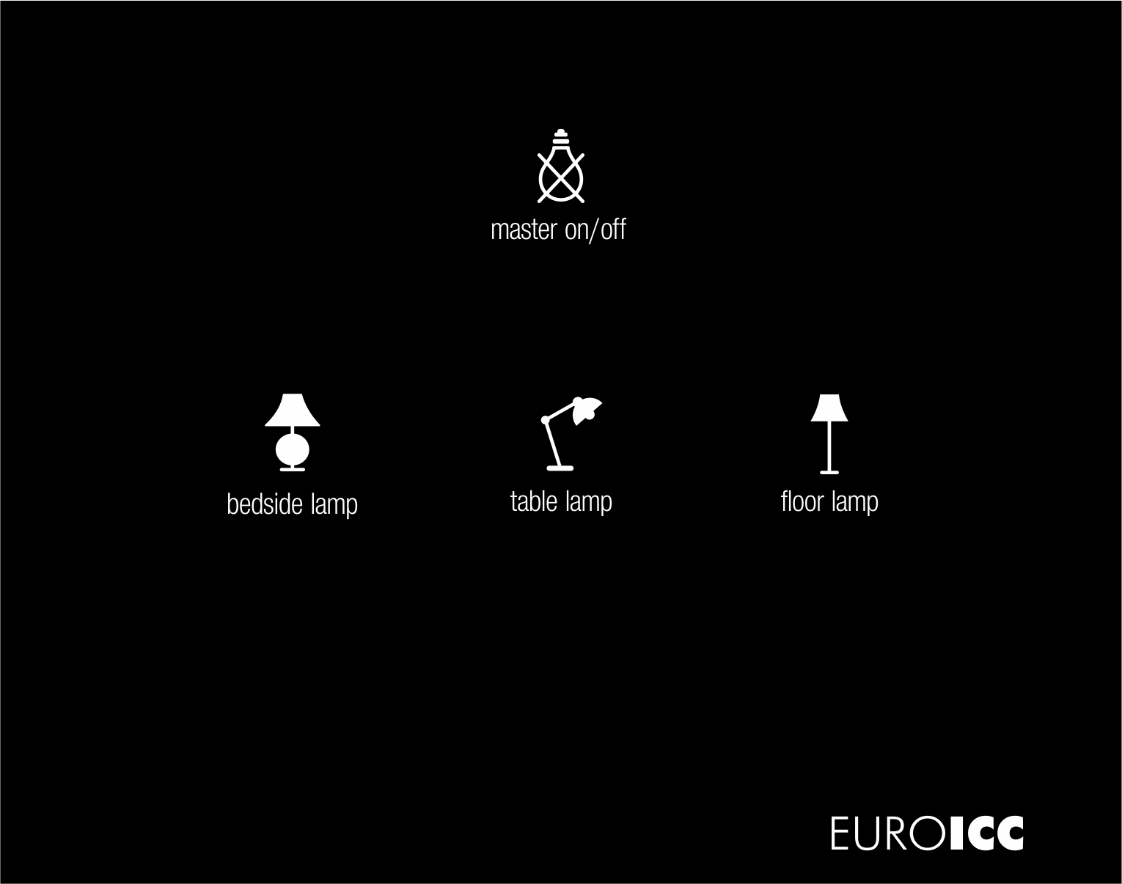 master on/off
bedside lamp
table lamp
floor lamp
EUROICC